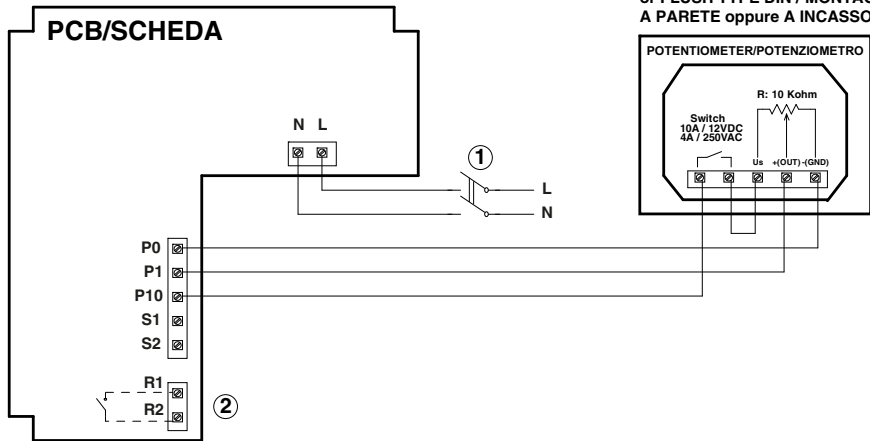 A PARETE oppure A INCASSO
PCB/SCHEDA
POTENTIOMETER/POTENZIOMETRO
R: 10 Kohm
Switch
10A / 12VDC
4A / 250VAC
Us +(OUT) -(GND)
N L
1
L
N
P0
P1
P10
S1
S2
R1
R2
2